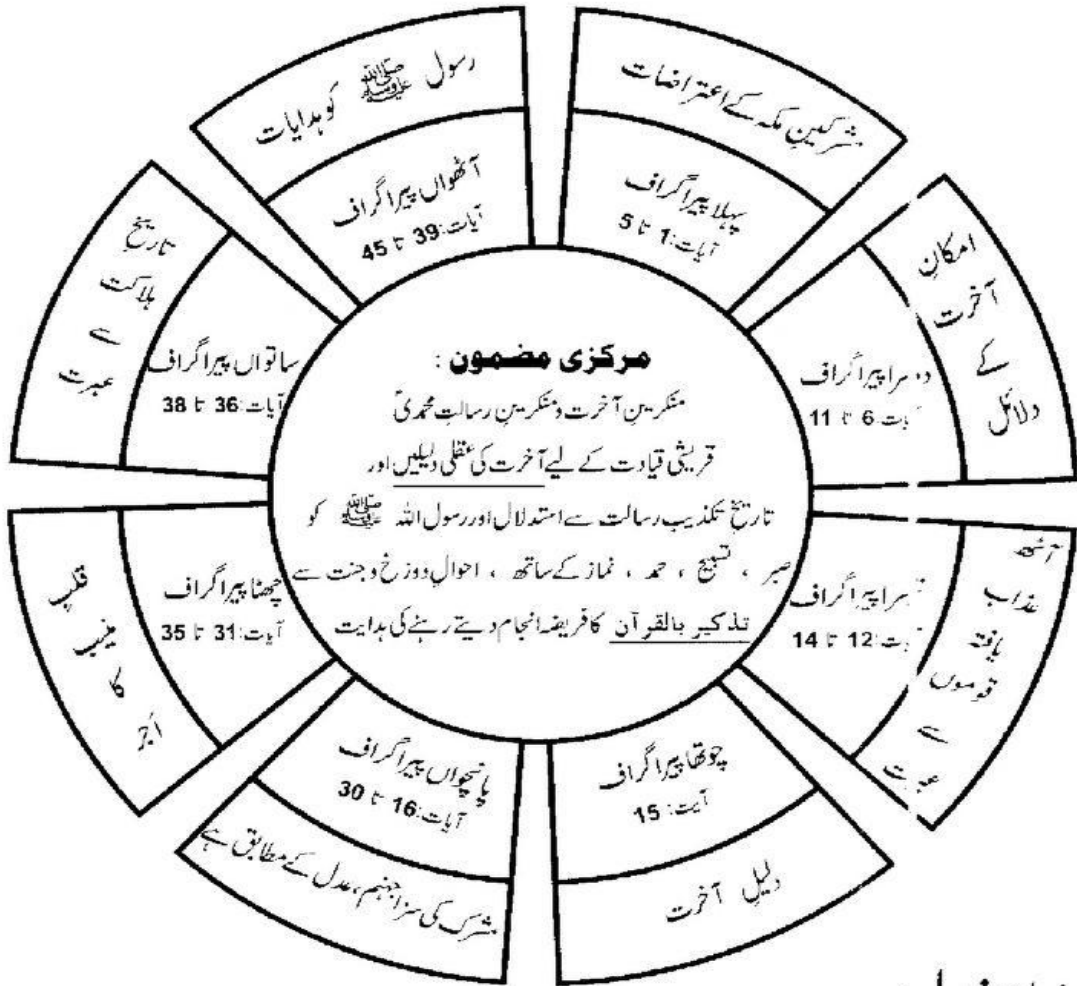 مشرکینِ مکہ کے اعتراضات
پہلا پیراگراف
آیات:1 تا 5
امکانِ
آخرت
کے
دلائل
دوسرا پیراگراف
آیات:6 تا 11
آٹھ
عذاب
یافتہ
قوموں
سے
عبرت
تیسرا پیراگراف
آیات:12 تا 14
چوتھا پیراگراف
آیت: 15
دلیلِ آخرت
پانچواں پیراگراف
آیات:16 تا 30
شرک کی سزا جہنم، عدل کے مطابق ہے
چھٹا پیراگراف
آیات:31 تا 35
قلبِ
منیب
کا
اَجر
ساتواں پیراگراف
آیات:36 تا 38
تاریخِ
ہلاکت
سے
عبرت
رسول ﷺ کو ہدایات
آٹھواں پیراگراف
آیات:39 تا 45
مرکزی مضمون :
منکرینِ آخرت و منکرینِ رسالتِ محمدیؐ
قریشی قیادت کے لیے آخرت کی عقلی دلیلیں اور
تاریخِ تکذیبِ رسالت سے استدلال اور رسول اللہ ﷺ کو
صبر ، تسبیح ، حمد ، نماز کے ساتھ ، احوالِ دوزخ و جنت سے
تذکیر بالقرآن کا فریضہ انجام دیتے رہنے کی ہدایت